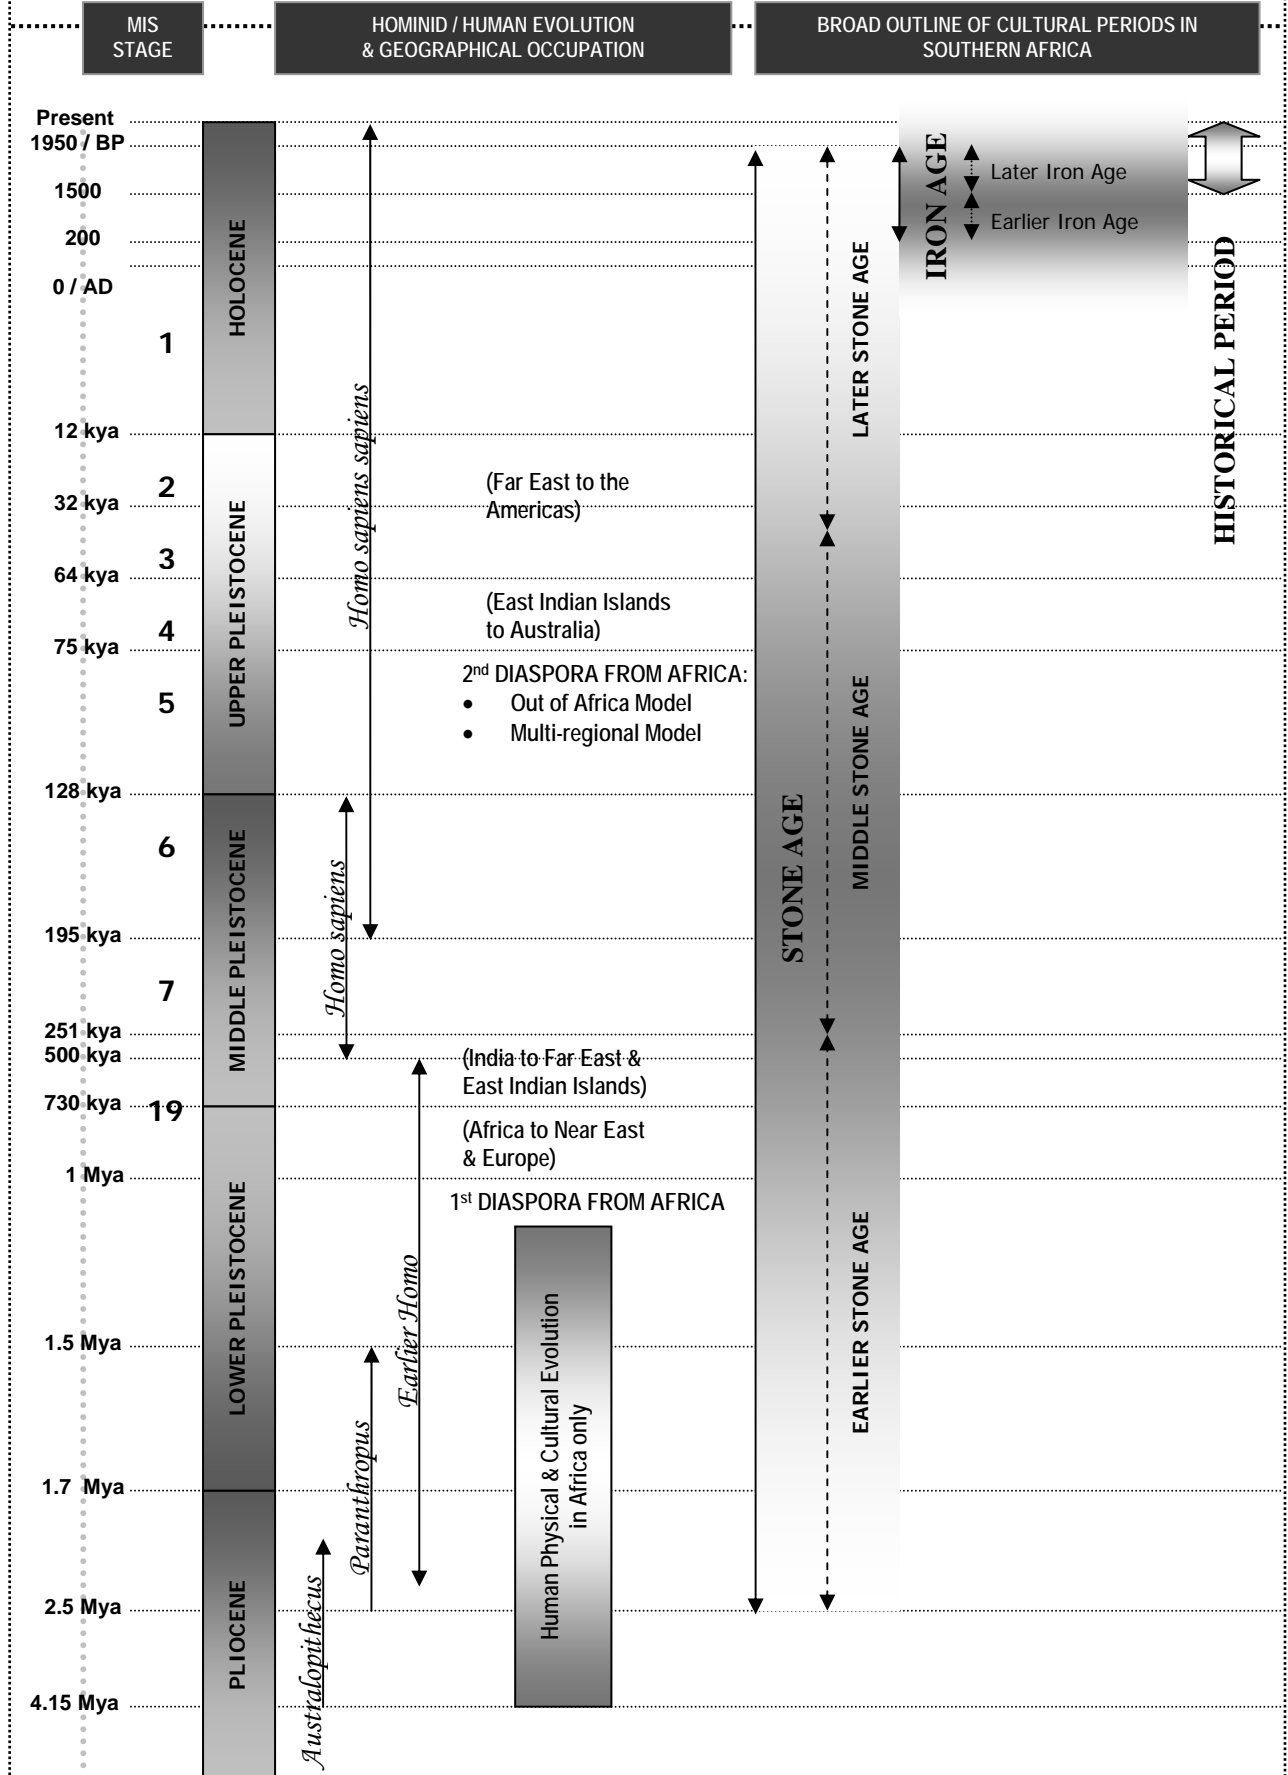 MIS
STAGE
HOMINID / HUMAN EVOLUTION
& GEOGRAPHICAL OCCUPATION
BROAD OUTLINE OF CULTURAL PERIODS IN
SOUTHERN AFRICA
Present
1950 / BP
1500
200
0 / AD
12 kya
32 kya
64 kya
75 kya
128 kya
195 kya
251 kya
500 kya
730 kya
1 Mya
1.5 Mya
1.7 Mya
2.5 Mya
4.15 Mya
1
2
3
4
5
6
7
19
HOLOCENE
UPPER PLEISTOCENE
MIDDLE PLEISTOCENE
LOWER PLEISTOCENE
PLIOCENE
Homo sapiens sapiens
Homo sapiens
Earlier Homo
Paranthropus
Australopithecus
(Far East to the
Americas)
(East Indian Islands
to Australia)
2nd DIASPORA FROM AFRICA:
• Out of Africa Model
• Multi-regional Model
(India to Far East &
East Indian Islands)
(Africa to Near East
& Europe)
1st DIASPORA FROM AFRICA
Human Physical & Cultural Evolution
in Africa only
STONE AGE
LATER STONE AGE
MIDDLE STONE AGE
EARLIER STONE AGE
IRON AGE
Later Iron Age
Earlier Iron Age
HISTORICAL PERIOD